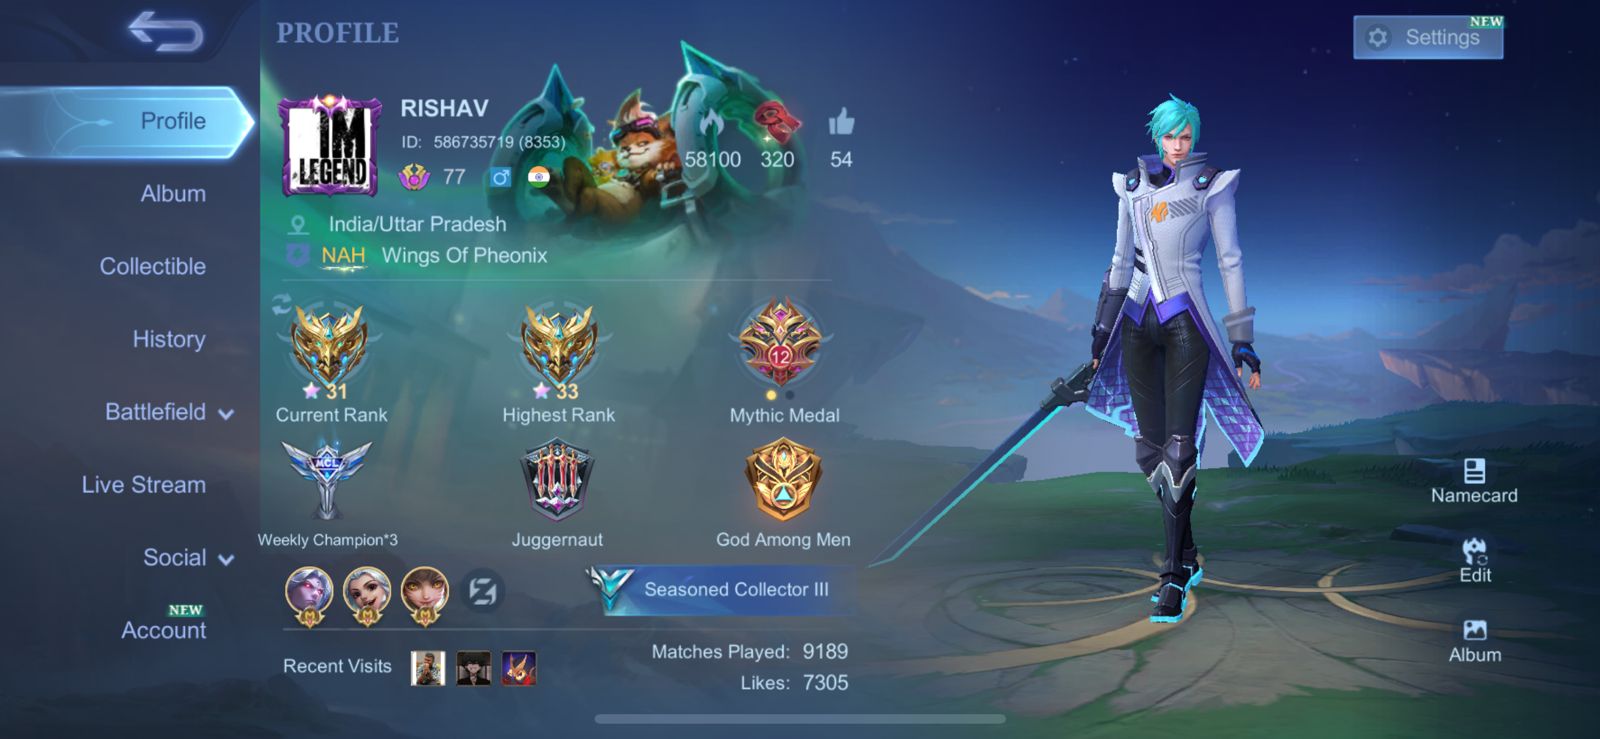 PROFILE
NEW
Settings
Profile
Album
Collectible
History
Battlefield
Live Stream
Social
NEW
Account
1M
LEGEND
RISHAV
ID: 586735719 (8353)
77
58100
320
54
India/Uttar Pradesh
NAH Wings Of Pheonix
31
Current Rank
33
Highest Rank
12
Mythic Medal
MCL
Weekly Champion*3
Juggernaut
God Among Men
Seasoned Collector III
Recent Visits
Matches Played: 9189
Likes: 7305
Namecard
Edit
Album